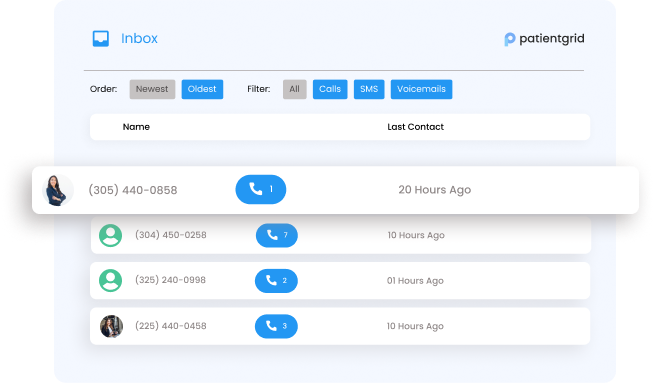 Inbox
patientgrid
Order: Newest Oldest Filter: All Calls SMS Voicemails
Name Last Contact
(305) 440-0858 1 20 Hours Ago
(304) 450-0258 7 10 Hours Ago
(325) 240-0998 2 01 Hours Ago
(225) 440-0458 3 10 Hours Ago